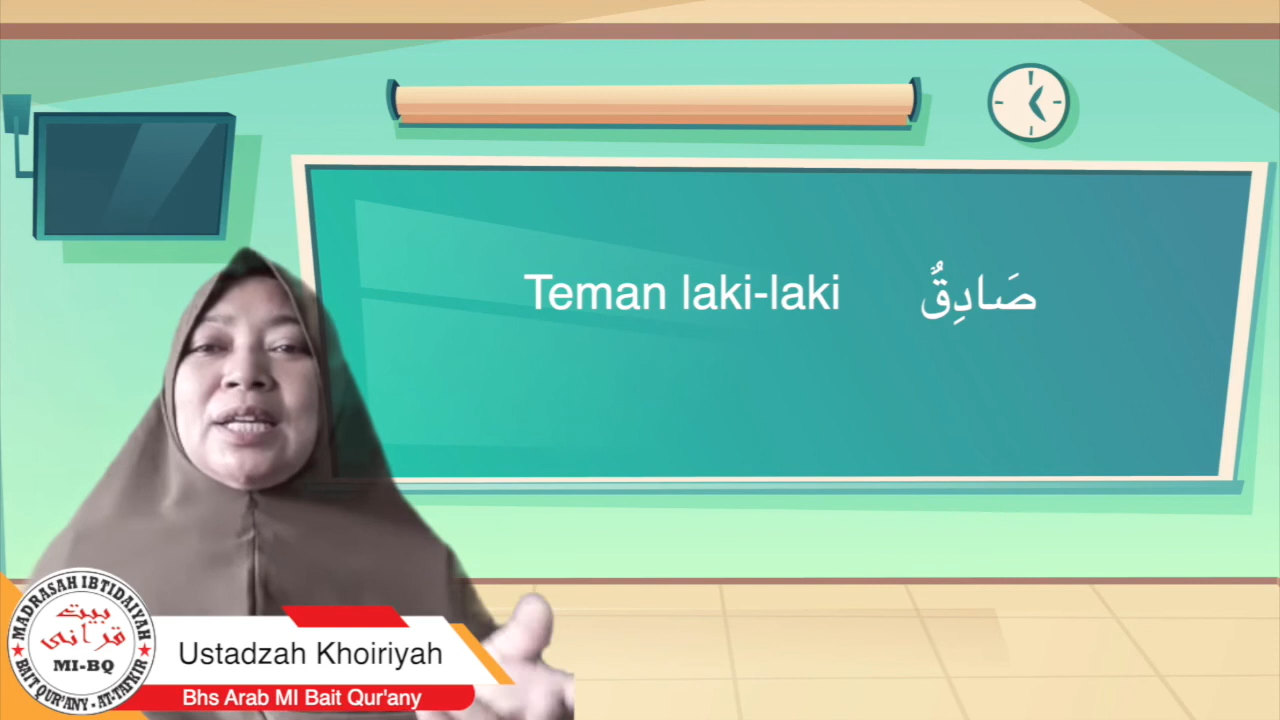 Teman laki-laki صَادِقٌ
MADRASAH IBTIDAIYAH
بيت
قرآني
MI-BQ
BAIT QUR'ANY - AT-TAFKIR
Ustadzah Khoiriyah
Bhs Arab MI Bait Qur'any